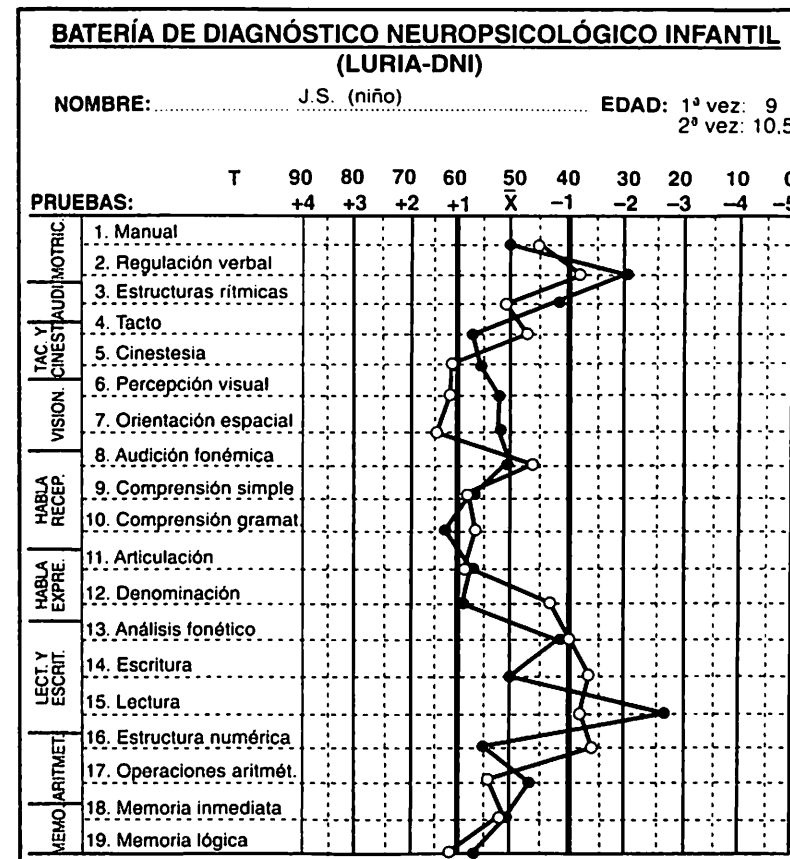 BATERÍA DE DIAGNÓSTICO NEUROPSICOLÓGICO INFANTIL
(LURIA-DNI)
NOMBRE: J.S. (niño) EDAD: 1ª vez: 9
2ª vez: 10,5
T 90 80 70 60 50 40 30 20 10 0
PRUEBAS: +4 +3 +2 +1 X̄ –1 –2 –3 –4 –5
MOTRIC.
1. Manual
2. Regulación verbal
AUDI.
3. Estructuras rítmicas
TAC. Y
CINEST.
4. Tacto
5. Cinestesia
VISION.
6. Percepción visual
7. Orientación espacial
HABLA
RECEP.
8. Audición fonémica
9. Comprensión simple
10. Comprensión gramat.
HABLA
EXPRE.
11. Articulación
12. Denominación
LECT. Y
ESCRIT.
13. Análisis fonético
14. Escritura
15. Lectura
ARITMET.
16. Estructura numérica
17. Operaciones aritmét.
MEMO.
18. Memoria inmediata
19. Memoria lógica